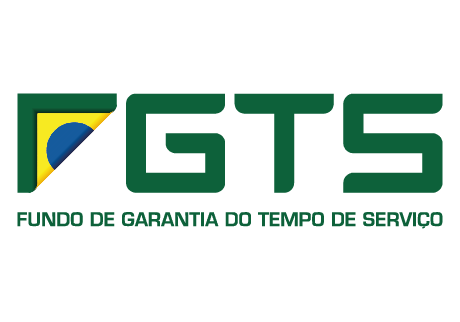 FGTS
FUNDO DE GARANTIA DO TEMPO DE SERVIÇO